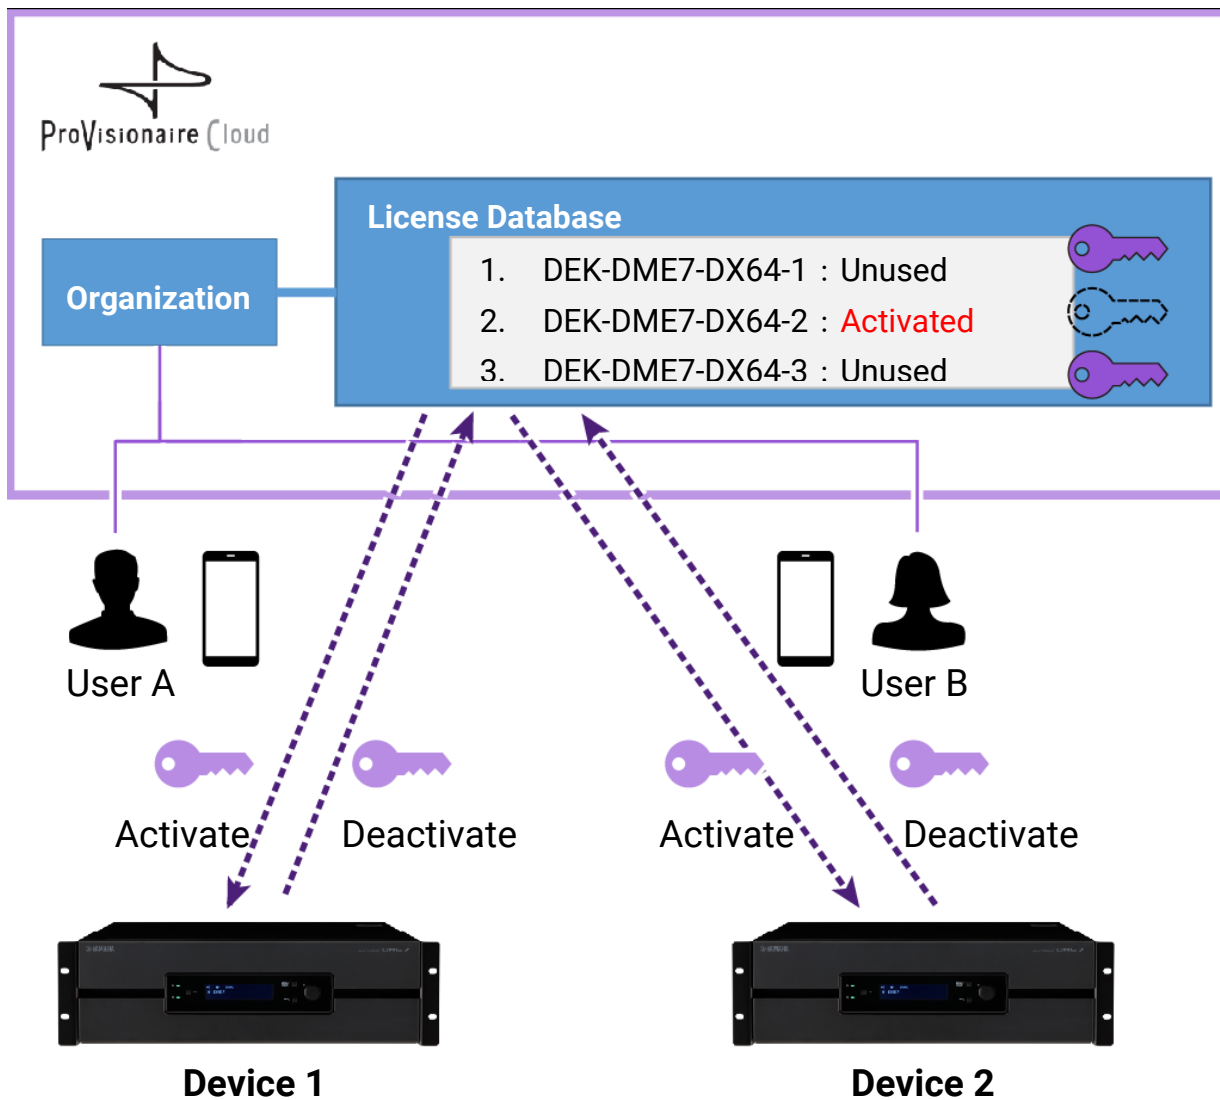 ProVisionaire Cloud
License Database
Organization
1. DEK-DME7-DX64-1 : Unused
2. DEK-DME7-DX64-2 : Activated
3. DEK-DME7-DX64-3 : Unused
User A
User B
Activate
Deactivate
Activate
Deactivate
Device 1
Device 2